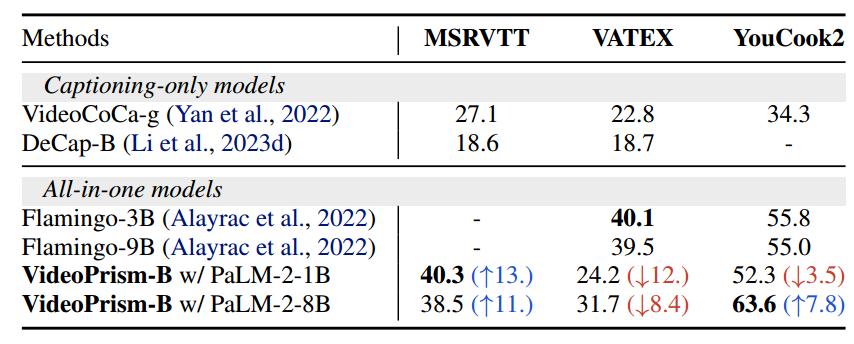 Methods MSRVTT VATEX YouCook2
Captioning-only models
VideoCoCa-g (Yan et al., 2022) 27.1 22.8 34.3
DeCap-B (Li et al., 2023d) 18.6 18.7 -
All-in-one models
Flamingo-3B (Alayrac et al., 2022) - 40.1 55.8
Flamingo-9B (Alayrac et al., 2022) - 39.5 55.0
VideoPrism-B w/ PaLM-2-1B 40.3 (↑13.) 24.2 (↓12.) 52.3 (↓3.5)
VideoPrism-B w/ PaLM-2-8B 38.5 (↑11.) 31.7 (↓8.4) 63.6 (↑7.8)